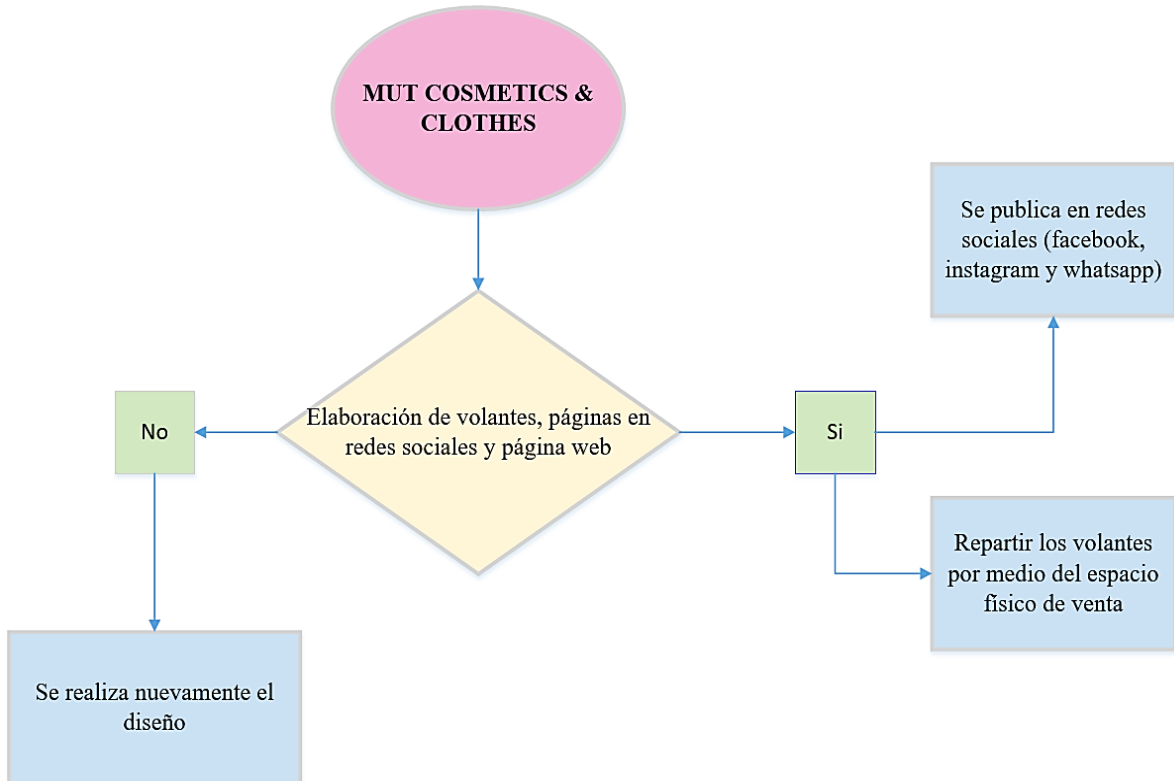 MUT COSMETICS &
CLOTHES
Elaboración de volantes, páginas en
redes sociales y página web
No
Si
Se publica en redes
sociales (facebook,
instagram y whatsapp)
Repartir los volantes
por medio del espacio
físico de venta
Se realiza nuevamente el
diseño